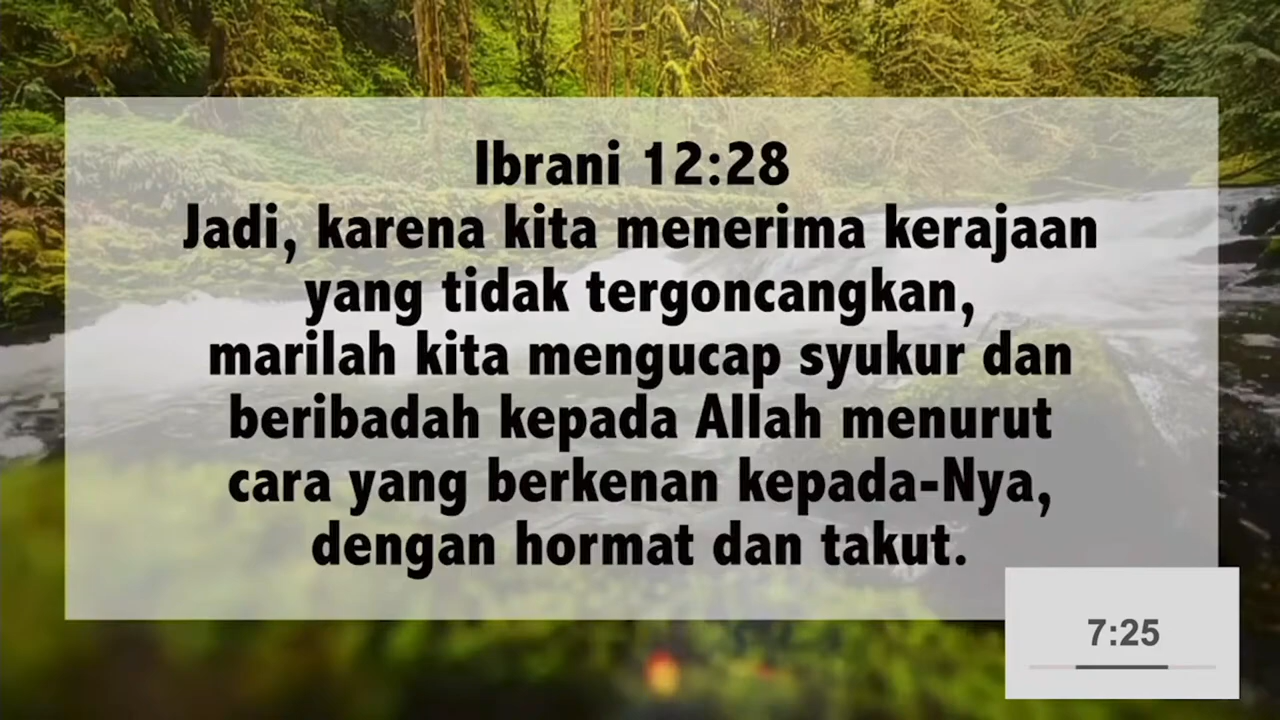 Ibrani 12:28
Jadi, karena kita menerima kerajaan
yang tidak tergoncangkan,
marilah kita mengucap syukur dan
beribadah kepada Allah menurut
cara yang berkenan kepada-Nya,
dengan hormat dan takut.
7:25